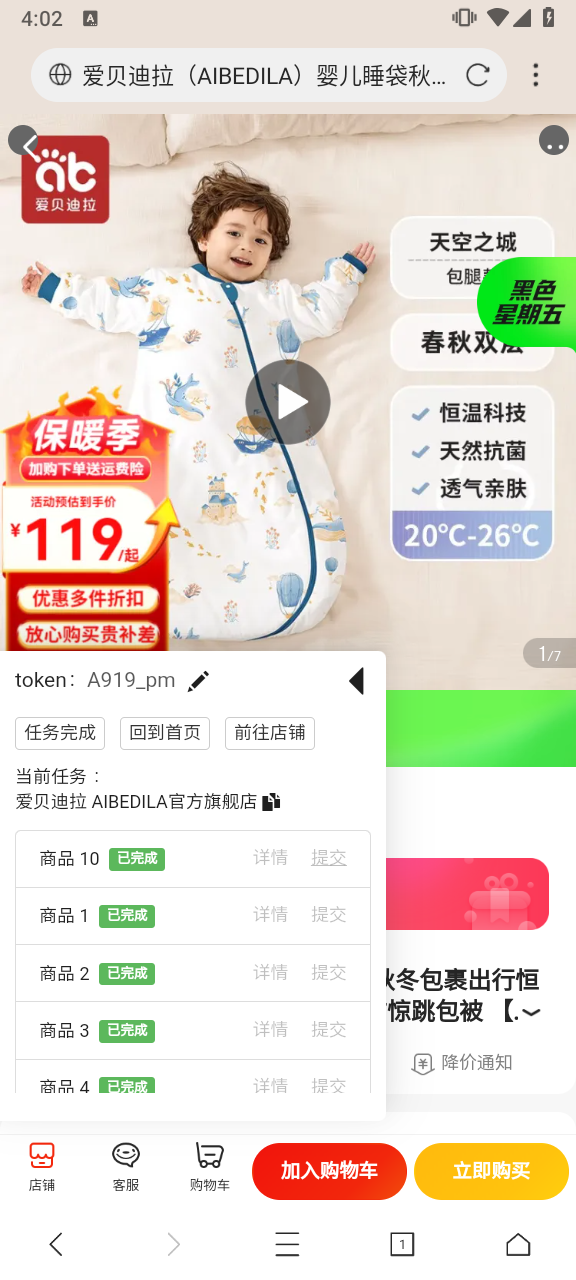 4:02
A
爱贝迪拉（AIBEDILA）婴儿睡袋秋...
ab
爱贝迪拉
天空之城
包腿
黑色
星期五
春秋双层
恒温科技
天然抗菌
透气亲肤
20℃-26℃
保暖季
加购下单送运费险
活动预估到手价
¥119/起
优惠多件折扣
放心购买贵补差
1/7
token： A919_pm
任务完成 回到首页 前往店铺
当前任务 ：
爱贝迪拉 AIBEDILA官方旗舰店
商品 10 已完成 详情 提交
商品 1 已完成 详情 提交
商品 2 已完成 详情 提交
商品 3 已完成 详情 提交
商品 4 已完成 详情 提交
秋冬包裹出行恒
惊跳包被 【.
降价通知
店铺 客服 购物车 加入购物车 立即购买
1